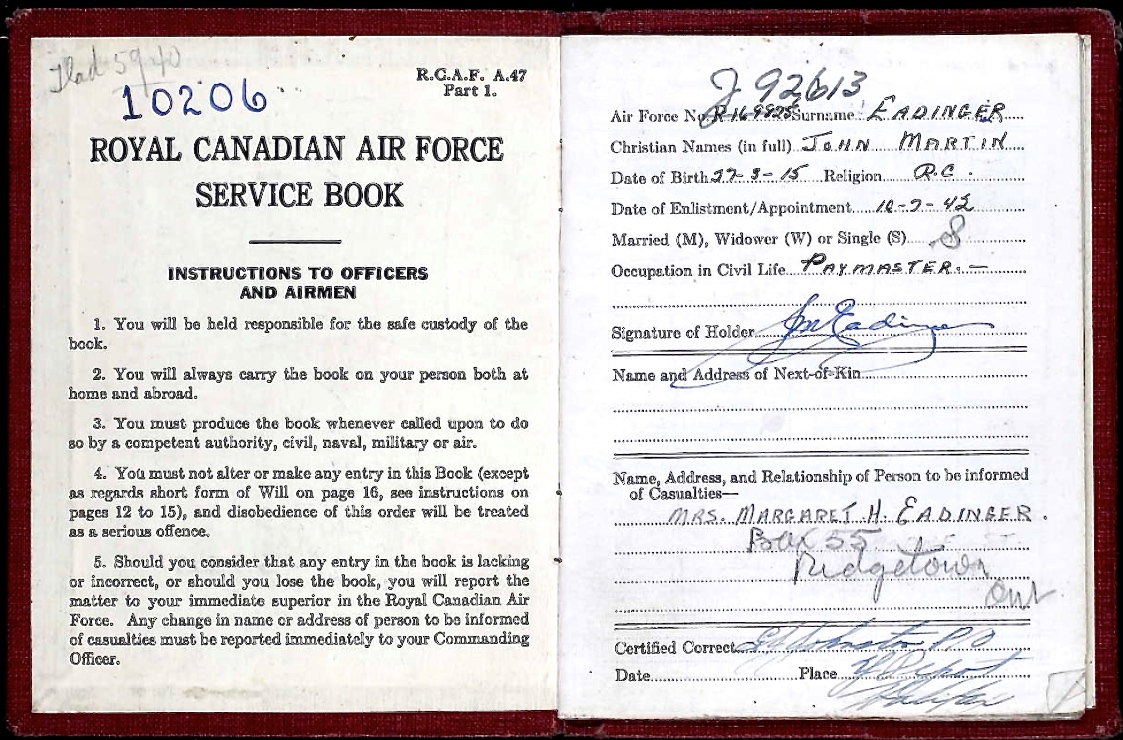 10206
R.C.A.F. A.47
Part 1.
ROYAL CANADIAN AIR FORCE
SERVICE BOOK
INSTRUCTIONS TO OFFICERS
AND AIRMEN
1. You will be held responsible for the safe custody of the
book.
2. You will always carry the book on your person both at
home and abroad.
3. You must produce the book whenever called upon to do
so by a competent authority, civil, naval, military or air.
4. You must not alter or make any entry in this Book (except
as regards short form of Will on page 16, see instructions on
pages 12 to 15), and disobedience of this order will be treated
as a serious offence.
5. Should you consider that any entry in the book is lacking
or incorrect, or should you lose the book, you will report the
matter to your immediate superior in the Royal Canadian Air
Force. Any change in name or address of person to be informed
of casualties must be reported immediately to your Commanding
Officer.
J 92613
Air Force No. Surname EADINGER
Christian Names (in full) JOHN MARTIN
Date of Birth 27-3-15 Religion R.C.
Date of Enlistment/Appointment 10-7-42
Married (M), Widower (W) or Single (S) S
Occupation in Civil Life PAYMASTER. -
Signature of Holder JM Eadinger
Name and Address of Next-of-Kin
Name, Address, and Relationship of Person to be informed
of Casualties—
MRS. MARGARET H. EADINGER.
Box 55
Ridgetown
Ont
Certified Correct
Date Place Y Depot
Halifax